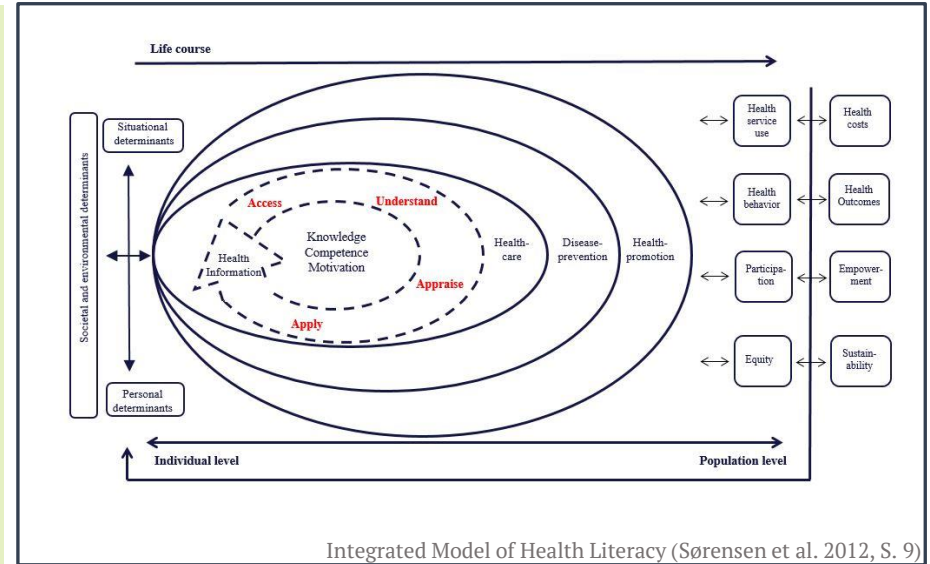 Life course
Societal and environmental determinants
Situational
determinants
Personal
determinants
Access
Understand
Appraise
Apply
Health
Information
Knowledge
Competence
Motivation
Health-
care
Disease-
prevention
Health-
promotion
Health
service
use
Health
costs
Health
behavior
Health
Outcomes
Participa-
tion
Empower-
ment
Equity
Sustain-
ability
Individual level
Population level
Integrated Model of Health Literacy (Sørensen et al. 2012, S. 9)